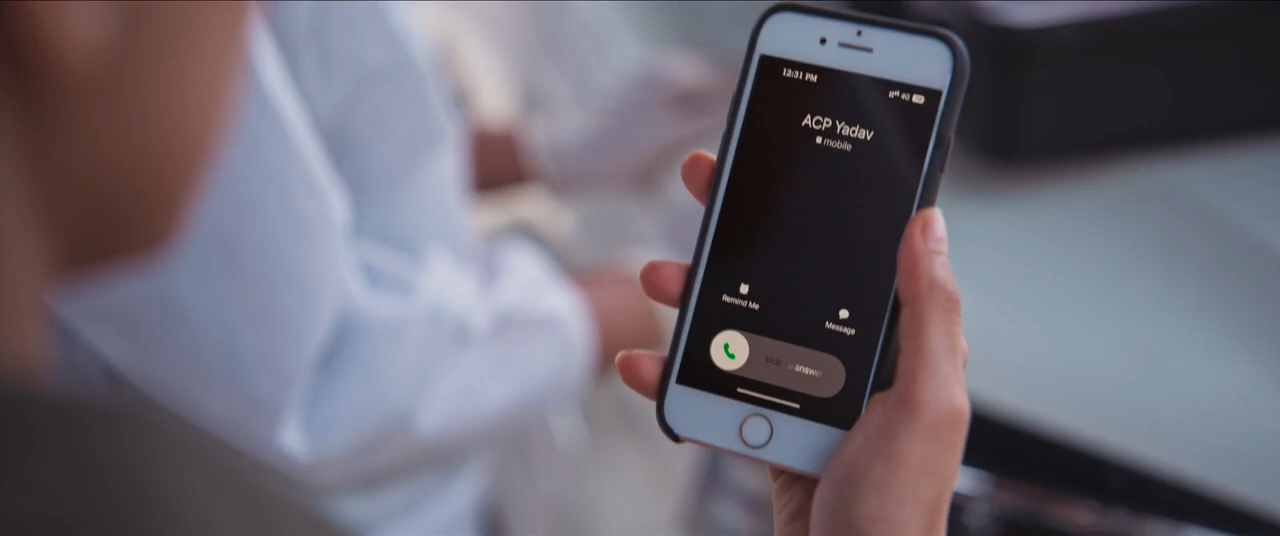 12:31 PM
4G
ACP Yadav
mobile
Remind Me
Message
answer